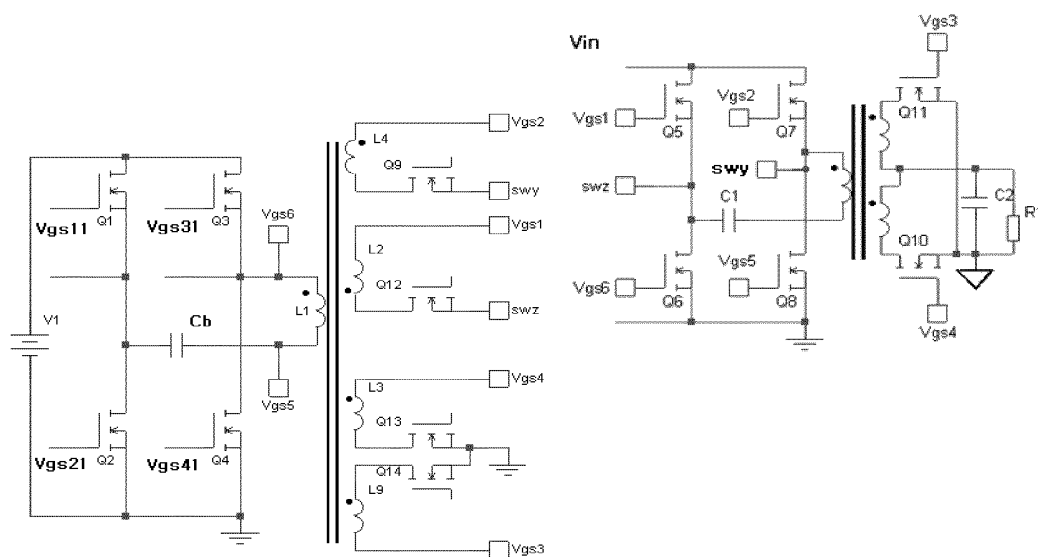 Vgs3
Vin
Q11
Vgs1
Q5
Vgs2
Q7
Vgs2
L4
Q9
swy
swz
swy
C1
C2
Vgs11
Q1
Vgs31
Q3
Vgs6
Vgs1
L2
Q12
swz
Q10
Vgs6
Q6
Vgs5
Q8
Vgs4
V1
Cb
L1
Vgs5
L3
Vgs4
Q13
Vgs21
Q2
Vgs41
Q4
Q14
L9
Vgs3